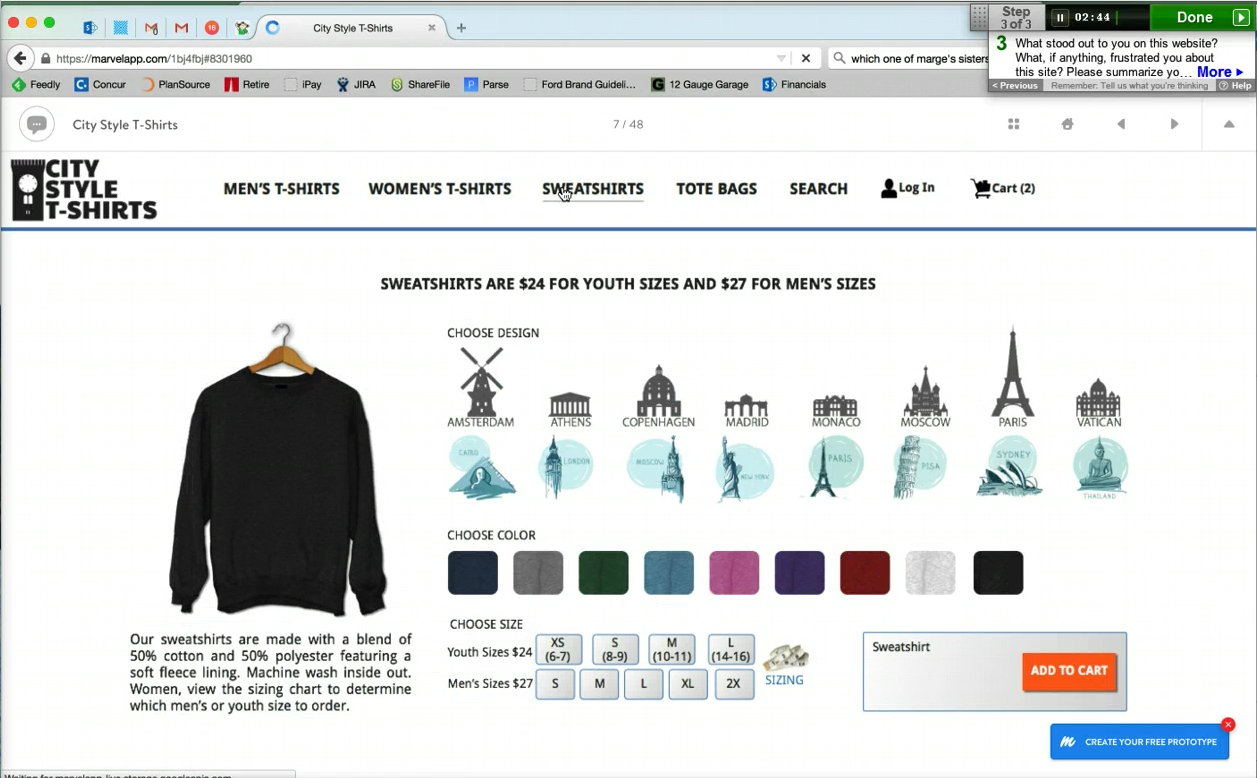 City Style T-Shirts
Step
3 of 3
02:44
Done
https://marvelapp.com/1bj4fbj#8301960
which one of marge's sisters
3 What stood out to you on this website?
What, if anything, frustrated you about
this site? Please summarize yo... More ▸
< Previous
Remember: Tell us what you're thinking
Help
Feedly
Concur
PlanSource
Retire
iPay
JIRA
ShareFile
Parse
Ford Brand Guideli...
12 Gauge Garage
Financials
City Style T-Shirts
7 / 48
CITY
STYLE
T-SHIRTS
MEN'S T-SHIRTS
WOMEN'S T-SHIRTS
SWEATSHIRTS
TOTE BAGS
SEARCH
Log In
Cart (2)
SWEATSHIRTS ARE $24 FOR YOUTH SIZES AND $27 FOR MEN'S SIZES
CHOOSE DESIGN
AMSTERDAM
ATHENS
COPENHAGEN
MADRID
MONACO
MOSCOW
PARIS
VATICAN
CAIRO
LONDON
MOSCOW
NEW YORK
PARIS
PISA
SYDNEY
THAILAND
CHOOSE COLOR
CHOOSE SIZE
Youth Sizes $24
XS
(6-7)
S
(8-9)
M
(10-11)
L
(14-16)
Men's Sizes $27
S
M
L
XL
2X
SIZING
Sweatshirt
ADD TO CART
Our sweatshirts are made with a blend of
50% cotton and 50% polyester featuring a
soft fleece lining. Machine wash inside out.
Women, view the sizing chart to determine
which men's or youth size to order.
CREATE YOUR FREE PROTOTYPE